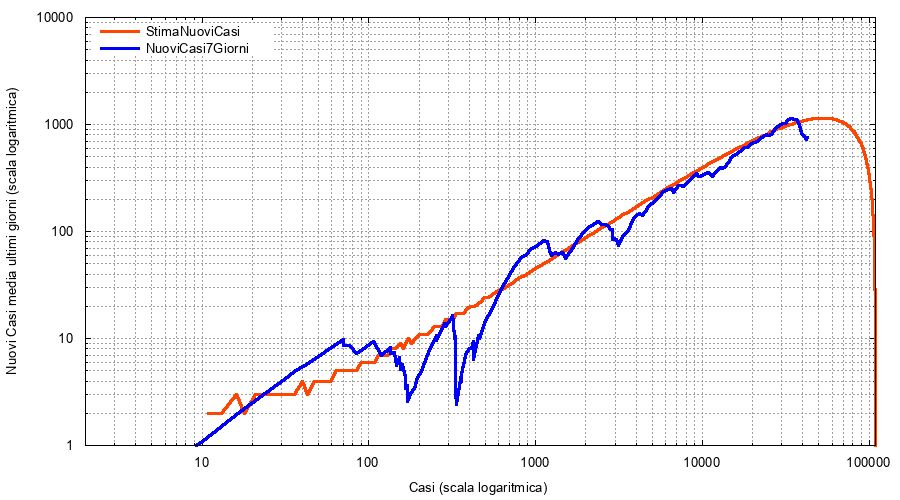 10000
1000
100
10
1
StimaNuoviCasi
NuoviCasi7Giorni
Nuovi Casi media ultimi giorni (scala logaritmica)
10 100 1000 10000 100000
Casi (scala logaritmica)